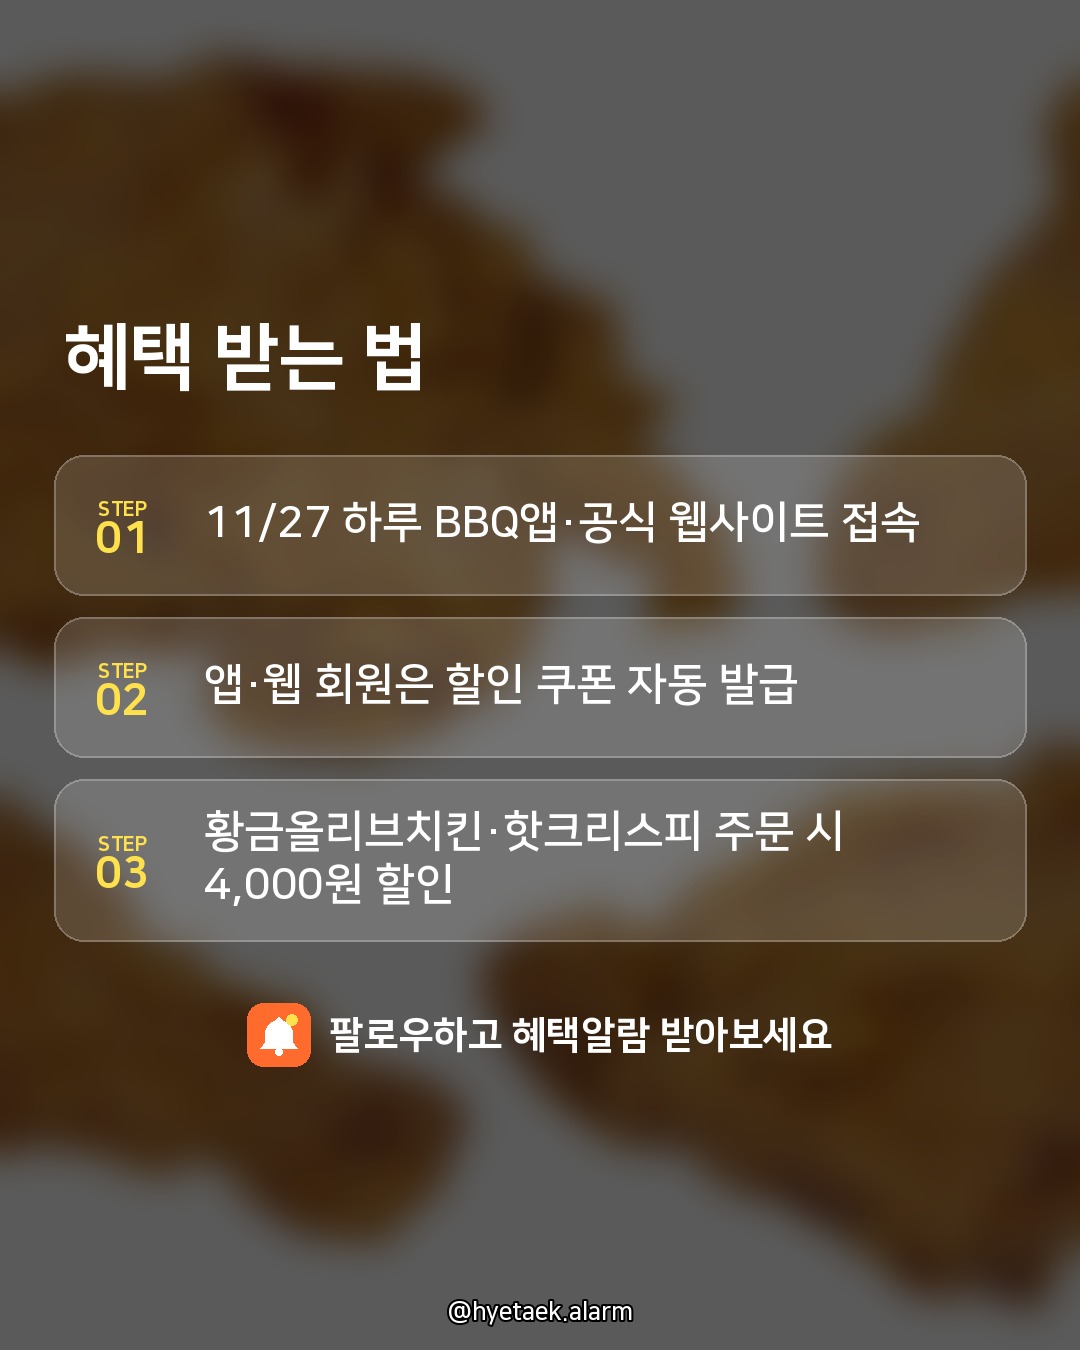 혜택 받는 법
STEP
01
11/27 하루 BBQ앱·공식 웹사이트 접속
STEP
02
앱·웹 회원은 할인 쿠폰 자동 발급
STEP
03
황금올리브치킨·핫크리스피 주문 시
4,000원 할인
팔로우하고 혜택알람 받아보세요
@hyetaek.alarm